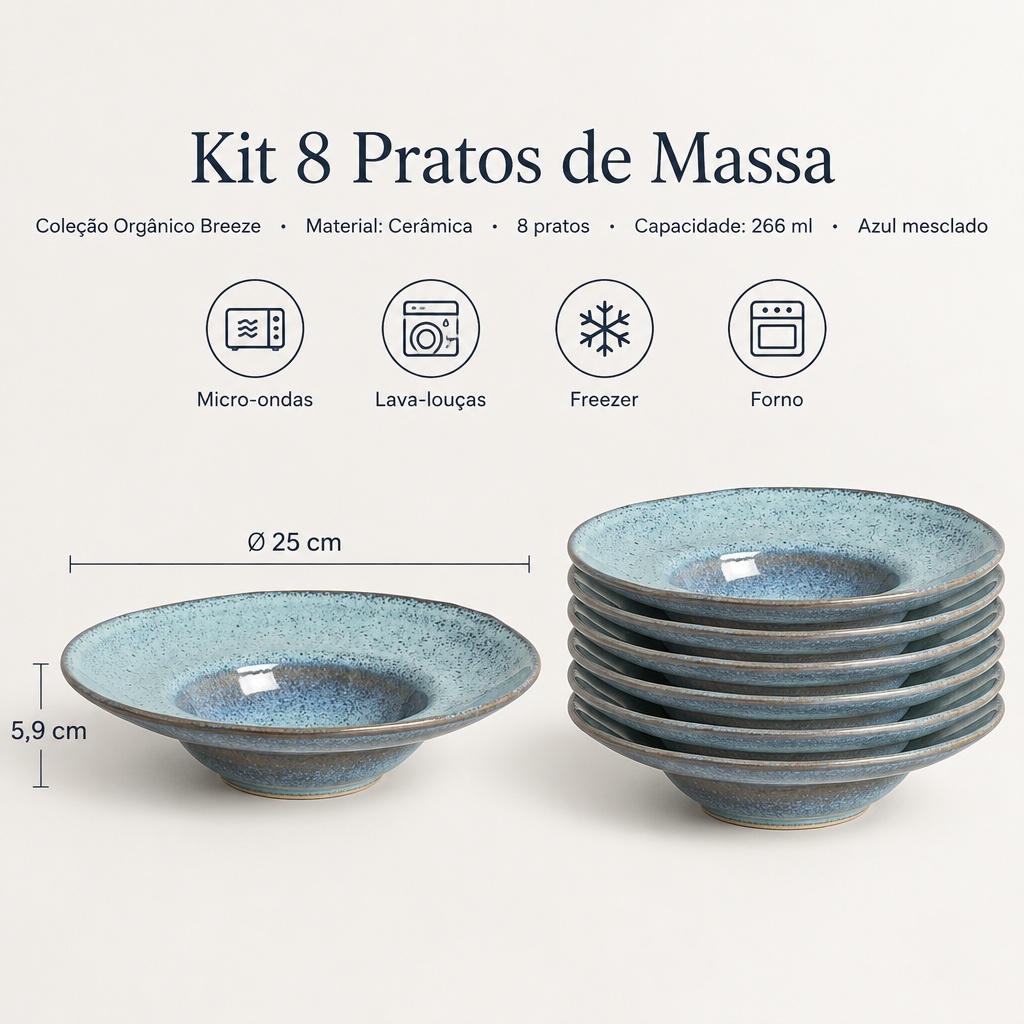 Kit 8 Pratos de Massa
Coleção Orgânico Breeze • Material: Cerâmica • 8 pratos • Capacidade: 266 ml • Azul mesclado
Micro-ondas
Lava-louças
Freezer
Forno
Ø 25 cm
5,9 cm